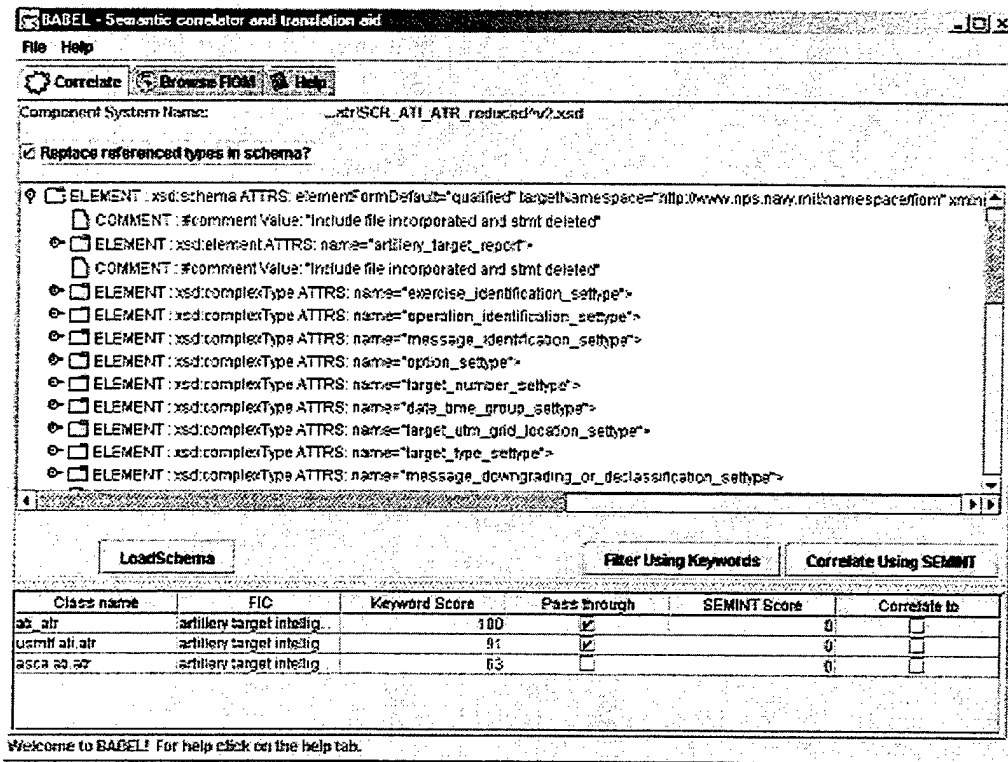 BABEL - Semantic correlator and translation aid
File Help
Correlate Browse FIOM Help
Component System Name: ...atr\SCR_ATI_ATR_reduced^v2.xsd
Replace referenced types in schema?
ELEMENT : xsd:schema ATTRS: elementFormDefault="qualified" targetNamespace="http://www.nps.navy.mil/namespace/fiom" xmlns
COMMENT : #comment Value: "Include file incorporated and stmt deleted"
ELEMENT : xsd:element ATTRS: name="artillery_target_report">
COMMENT : #comment Value: "Include file incorporated and stmt deleted"
ELEMENT : xsd:complexType ATTRS: name="exercise_identification_settype">
ELEMENT : xsd:complexType ATTRS: name="operation_identification_settype">
ELEMENT : xsd:complexType ATTRS: name="message_identification_settype">
ELEMENT : xsd:complexType ATTRS: name="option_settype">
ELEMENT : xsd:complexType ATTRS: name="target_number_settype">
ELEMENT : xsd:complexType ATTRS: name="date_time_group_settype">
ELEMENT : xsd:complexType ATTRS: name="target_utm_grid_location_settype">
ELEMENT : xsd:complexType ATTRS: name="target_type_settype">
ELEMENT : xsd:complexType ATTRS: name="message_downgrading_or_declassification_settype">
LoadSchema Filter Using Keywords Correlate Using SEMINT
Class name FIC Keyword Score Pass through SEMINT Score Correlate to
ati_atr artillery target intellig... 100 0
usmtf ati.atr artillery target intellig... 91 0
asca ati.atr artillery target intellig... 63 0
Welcome to BABEL! For help click on the help tab.